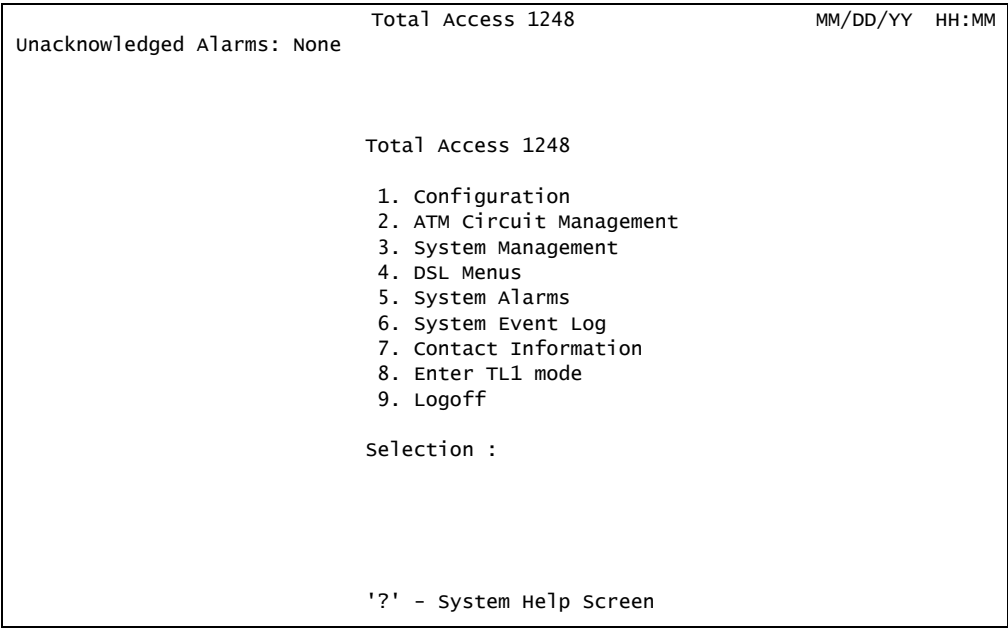 Total Access 1248 MM/DD/YY HH:MM
Unacknowledged Alarms: None
Total Access 1248
1. Configuration
2. ATM Circuit Management
3. System Management
4. DSL Menus
5. System Alarms
6. System Event Log
7. Contact Information
8. Enter TL1 mode
9. Logoff
Selection :
'?' - System Help Screen